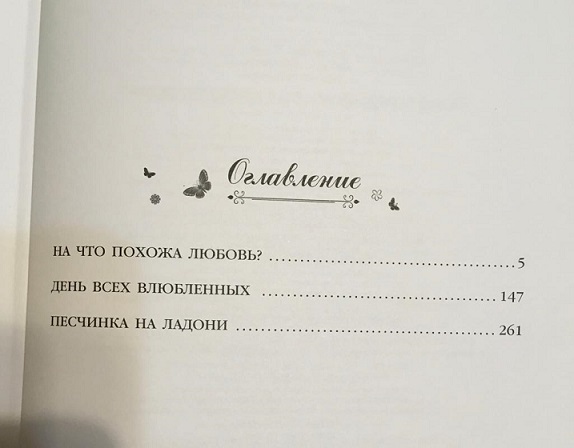 Оглавление
НА ЧТО ПОХОЖА ЛЮБОВЬ? ........................................ 5
ДЕНЬ ВСЕХ ВЛЮБЛЕННЫХ ........................................ 147
ПЕСЧИНКА НА ЛАДОНИ ............................................ 261